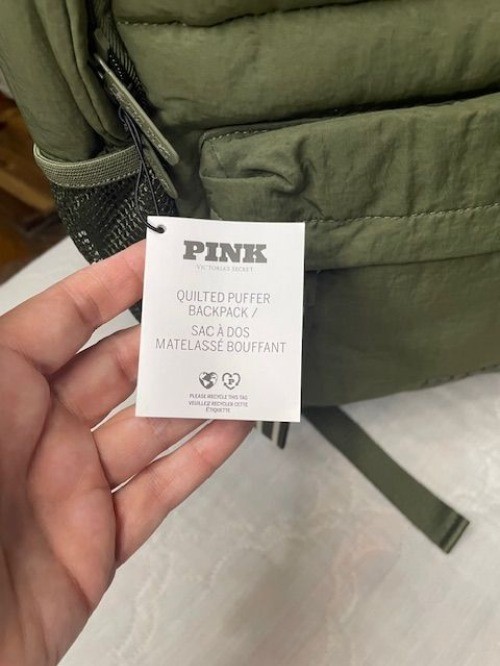 PINK
VICTORIA'S SECRET
QUILTED PUFFER
BACKPACK /
SAC À DOS
MATELASSÉ BOUFFANT
PLEASE RECYCLE THIS TAG
VEUILLEZ RECYCLER CETTE
ÉTIQUETTE